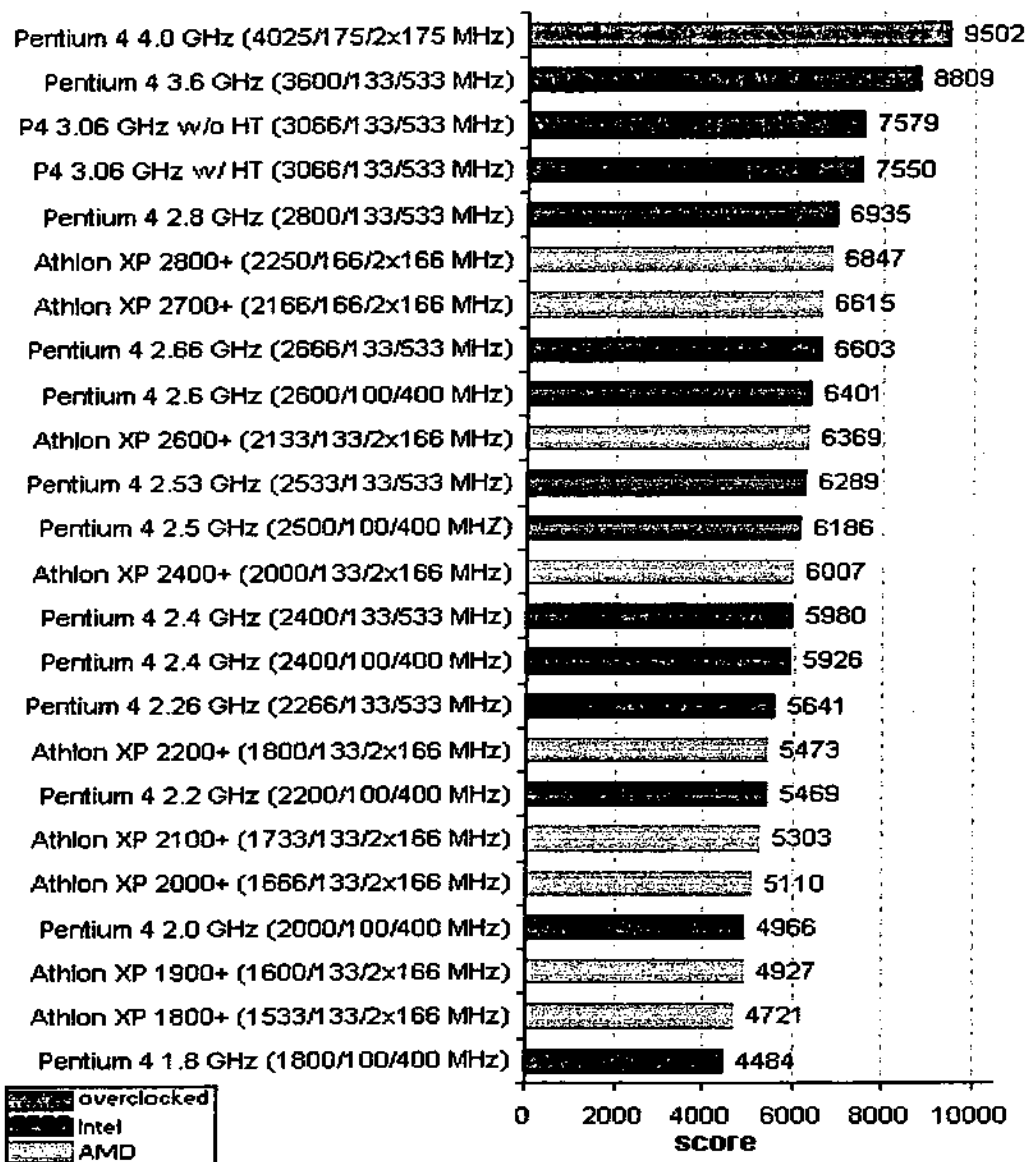 Pentium 4 4.0 GHz (4025/175/2x175 MHz) 9502
Pentium 4 3.6 GHz (3600/133/533 MHz) 8809
P4 3.06 GHz w/o HT (3066/133/533 MHz) 7579
P4 3.06 GHz w/ HT (3066/133/533 MHz) 7550
Pentium 4 2.8 GHz (2800/133/533 MHz) 6935
Athlon XP 2800+ (2250/166/2x166 MHz) 6847
Athlon XP 2700+ (2166/166/2x166 MHz) 6615
Pentium 4 2.66 GHz (2666/133/533 MHz) 6603
Pentium 4 2.6 GHz (2600/100/400 MHz) 6401
Athlon XP 2600+ (2133/133/2x166 MHz) 6369
Pentium 4 2.53 GHz (2533/133/533 MHz) 6289
Pentium 4 2.5 GHz (2500/100/400 MHZ) 6186
Athlon XP 2400+ (2000/133/2x166 MHz) 6007
Pentium 4 2.4 GHz (2400/133/533 MHz) 5980
Pentium 4 2.4 GHz (2400/100/400 MHz) 5926
Pentium 4 2.26 GHz (2266/133/533 MHz) 5641
Athlon XP 2200+ (1800/133/2x166 MHz) 5473
Pentium 4 2.2 GHz (2200/100/400 MHz) 5469
Athlon XP 2100+ (1733/133/2x166 MHz) 5303
Athlon XP 2000+ (1666/133/2x166 MHz) 5110
Pentium 4 2.0 GHz (2000/100/400 MHz) 4966
Athlon XP 1900+ (1600/133/2x166 MHz) 4927
Athlon XP 1800+ (1533/133/2x166 MHz) 4721
Pentium 4 1.8 GHz (1800/100/400 MHz) 4484
0 2000 4000 6000 8000 10000
score
overclocked
Intel
AMD